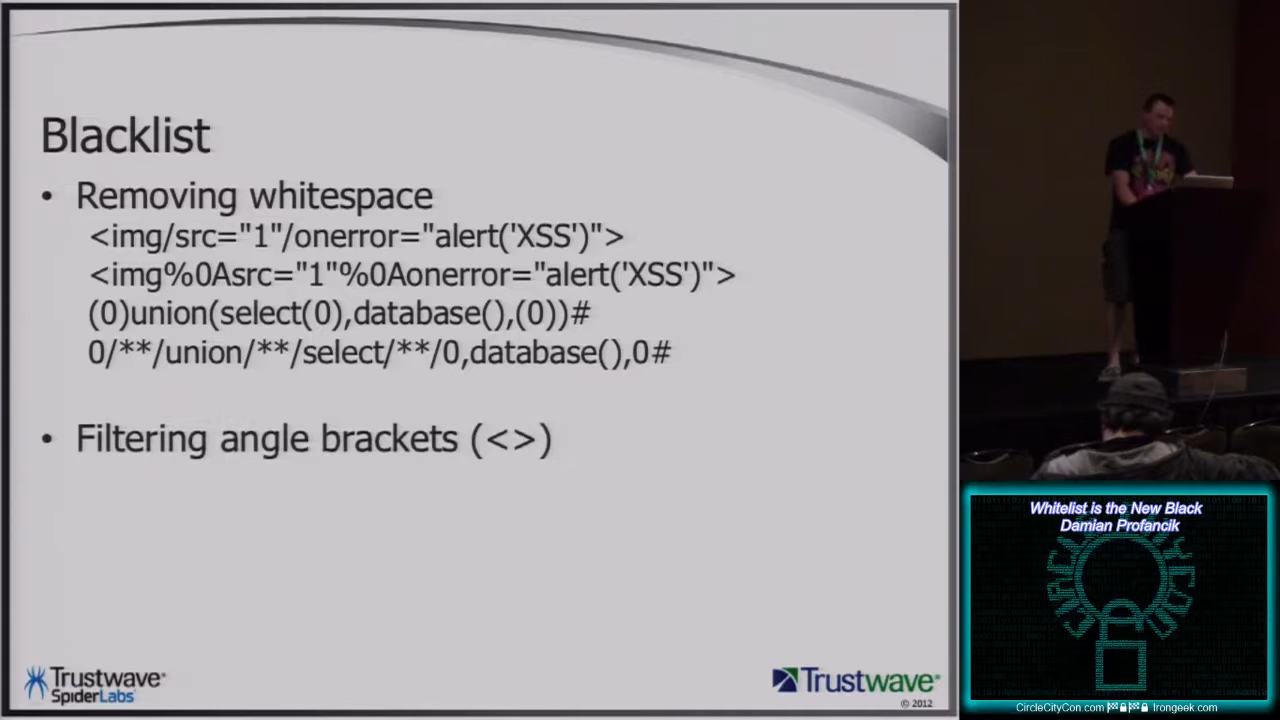 Blacklist
• Removing whitespace
<img/src="1"/onerror="alert('XSS')">
<img%0Asrc="1"%0Aonerror="alert('XSS')">
(0)union(select(0),database(),(0))#
0/**/union/**/select/**/0,database(),0#
• Filtering angle brackets (<>)
Trustwave®
SpiderLabs®
Trustwave®
© 2012
Whitelist is the New Black
Damian Profancik
CircleCityCon.com
Irongeek.com